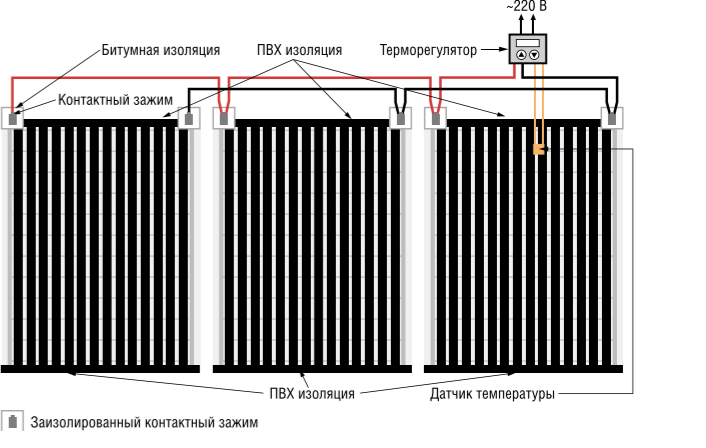 ~220 В
Битумная изоляция
ПВХ изоляция
Терморегулятор
Контактный зажим
ПВХ изоляция
Датчик температуры
Заизолированный контактный зажим